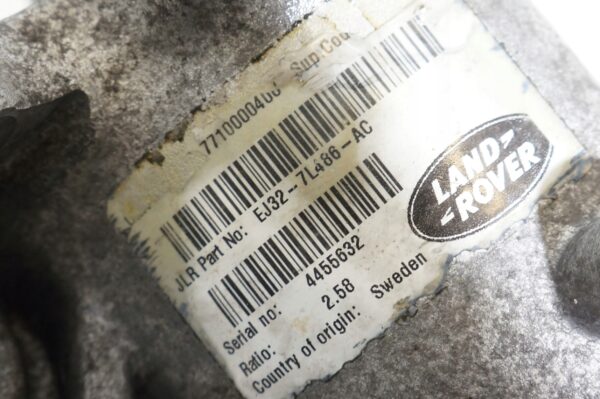 Sup.Cod
7710000400
JLR Part No: EJ32-7L486-AC
Serial no: 4455632
Ratio: 2.58
Country of origin: Sweden
LAND
ROVER